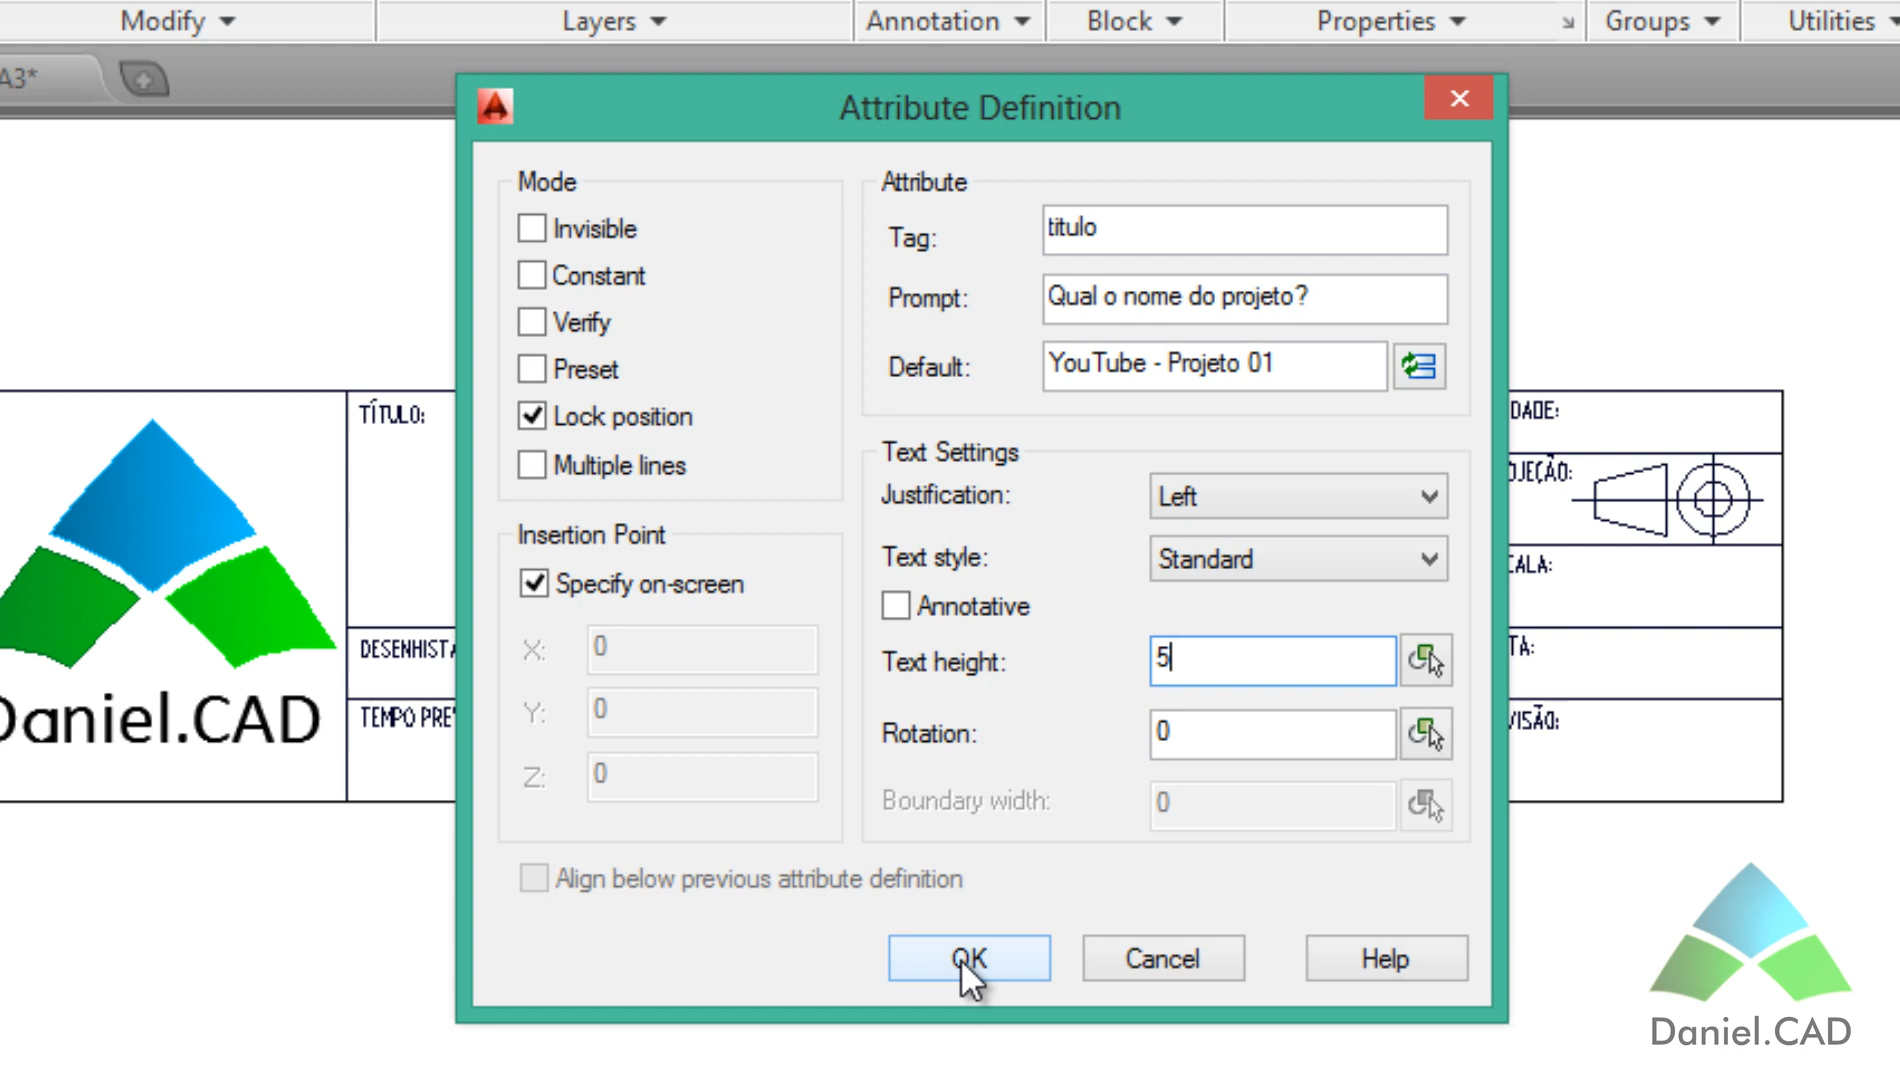 Modify Layers Annotation Block Properties Groups Utilities
A3*
Attribute Definition
Mode
Invisible
Constant
Verify
Preset
Lock position
Multiple lines
Insertion Point
Specify on-screen
X: 0
Y: 0
Z: 0
Attribute
Tag: titulo
Prompt: Qual o nome do projeto?
Default: YouTube - Projeto 01
Text Settings
Justification: Left
Text style: Standard
Annotative
Text height: 5
Rotation: 0
Boundary width: 0
Align below previous attribute definition
OK Cancel Help
TÍTULO:
DESENHISTA
TEMPO PRE
Daniel.CAD
DADE:
OJEÇÃO:
CALA:
TA:
VISÃO:
Daniel.CAD